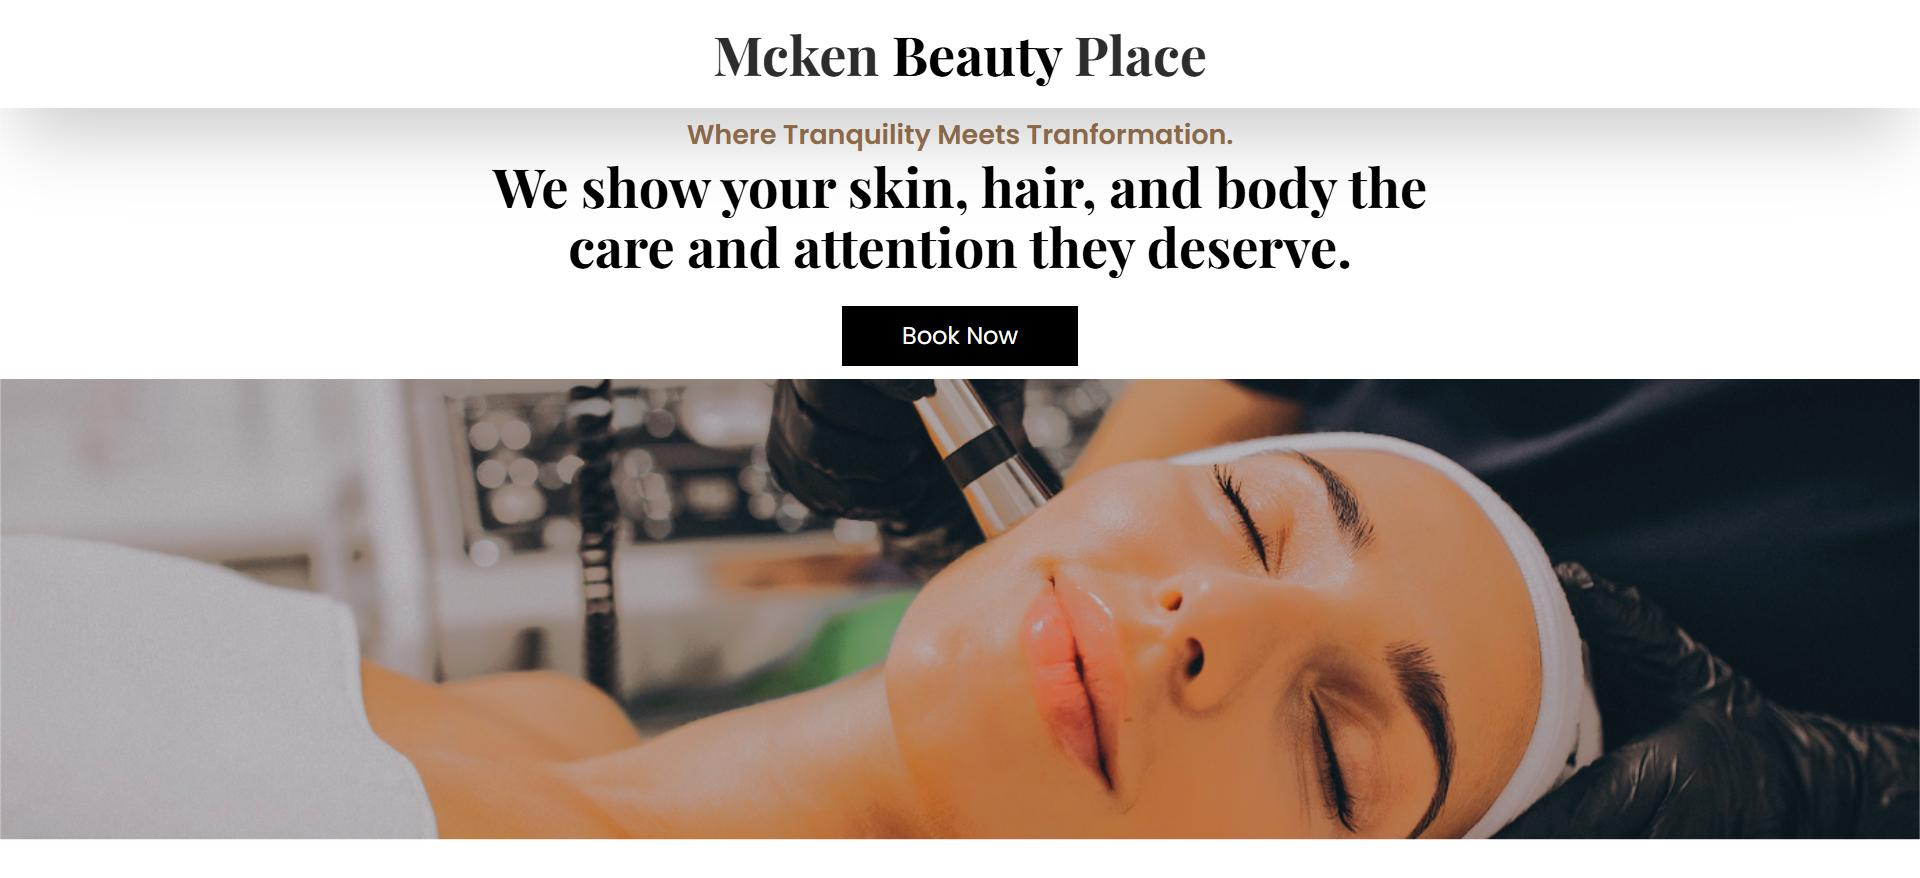 Mcken Beauty Place
Where Tranquility Meets Tranformation.
We show your skin, hair, and body the
care and attention they deserve.
Book Now